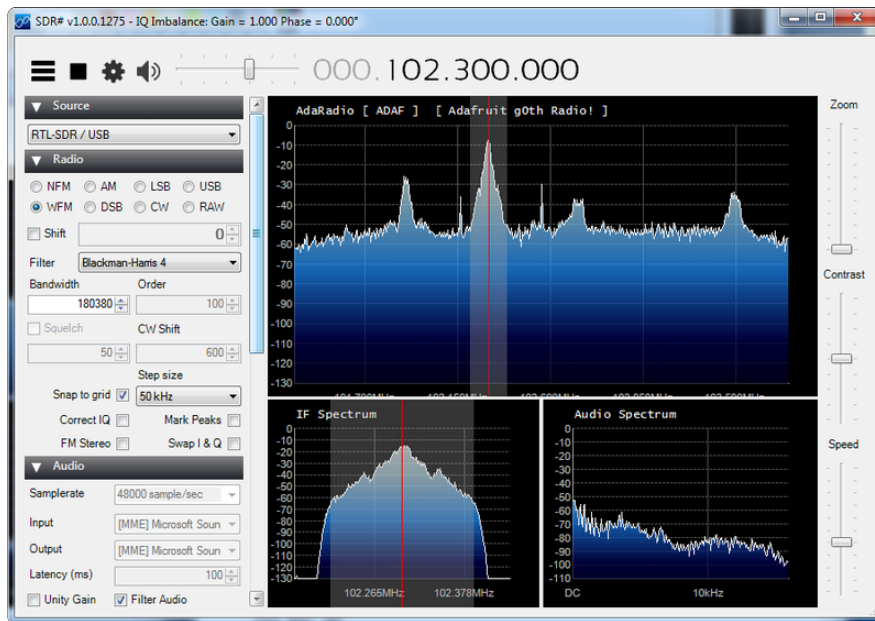 SDR# v1.0.0.1275 - IQ Imbalance: Gain = 1.000 Phase = 0.000°
000.102.300.000
Source
RTL-SDR / USB
Radio
NFM AM LSB USB
WFM DSB CW RAW
Shift 0
Filter Blackman-Harris 4
Bandwidth Order
180380 100
Squelch CW Shift
50 600
Step size
Snap to grid 50 kHz
Correct IQ Mark Peaks
FM Stereo Swap I & Q
Audio
Samplerate 48000 sample/sec
Input [MME] Microsoft Soun
Output [MME] Microsoft Soun
Latency (ms) 100
Unity Gain Filter Audio
AdaRadio [ ADAF ] [ Adafruit g0th Radio! ]
0
-10
-20
-30
-40
-50
-60
-70
-80
-90
-100
-110
-120
-130
IF Spectrum
0
-10
-20
-30
-40
-50
-60
-70
-80
-90
-100
-110
-120
-130
102.265MHz 102.378MHz
Audio Spectrum
0
-10
-20
-30
-40
-50
-60
-70
-80
-90
-100
-110
DC 10kHz
Zoom
Contrast
Speed